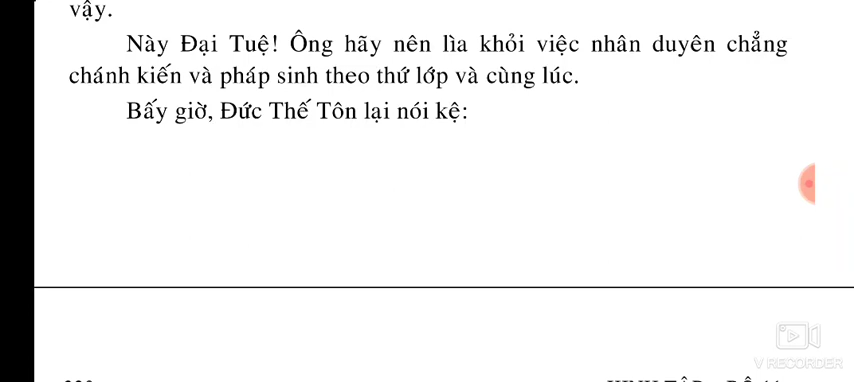 vậy.
Này Đại Tuệ! Ông hãy nên lìa khỏi việc nhân duyên chẳng
chánh kiến và pháp sinh theo thứ lớp và cùng lúc.
Bấy giờ, Đức Thế Tôn lại nói kệ:
V RECORDER